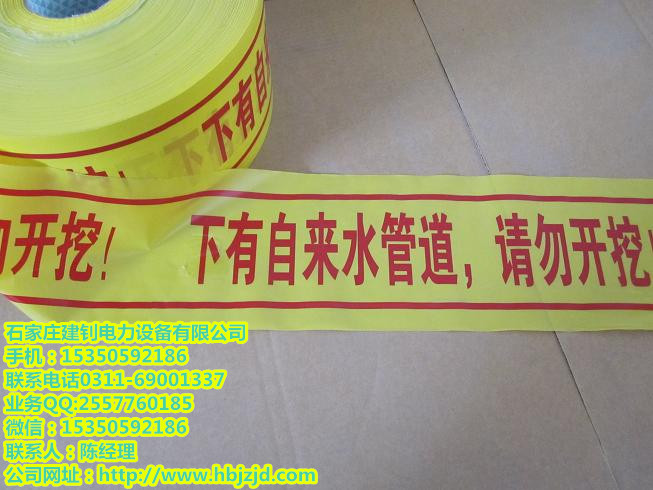 下有自
挖！ 下下
勿开挖！ 下有自来水管道，请勿开挖！
石家庄建钊电力设备有限公司
手机：15350592186
联系电话0311-69001337
业务QQ:2557760185
微信：15350592186
联系人：陈经理
公司网址：http://www.hbjzjd.com